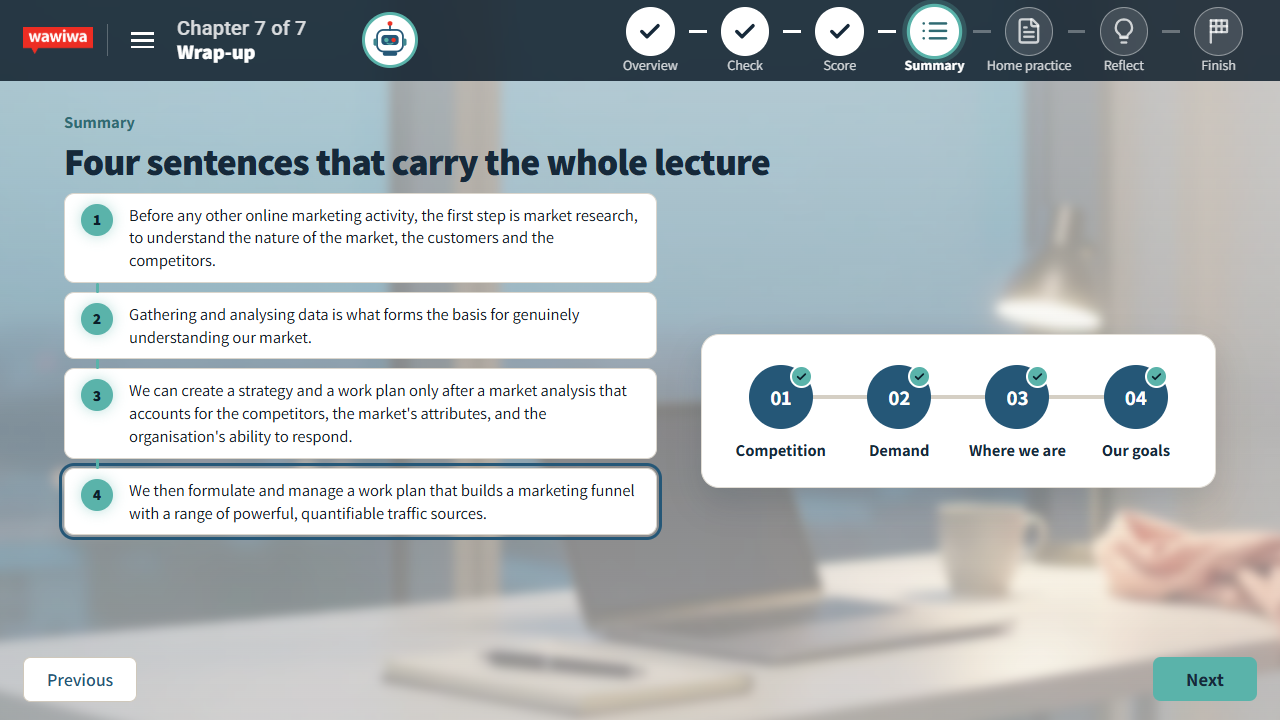 wawiwa
Chapter 7 of 7
Wrap-up
Overview
Check
Score
Summary
Home practice
Reflect
Finish
Summary
Four sentences that carry the whole lecture
1
Before any other online marketing activity, the first step is market research,
to understand the nature of the market, the customers and the
competitors.
2
Gathering and analysing data is what forms the basis for genuinely
understanding our market.
3
We can create a strategy and a work plan only after a market analysis that
accounts for the competitors, the market's attributes, and the
organisation's ability to respond.
4
We then formulate and manage a work plan that builds a marketing funnel
with a range of powerful, quantifiable traffic sources.
01
02
03
04
Competition
Demand
Where we are
Our goals
Previous
Next